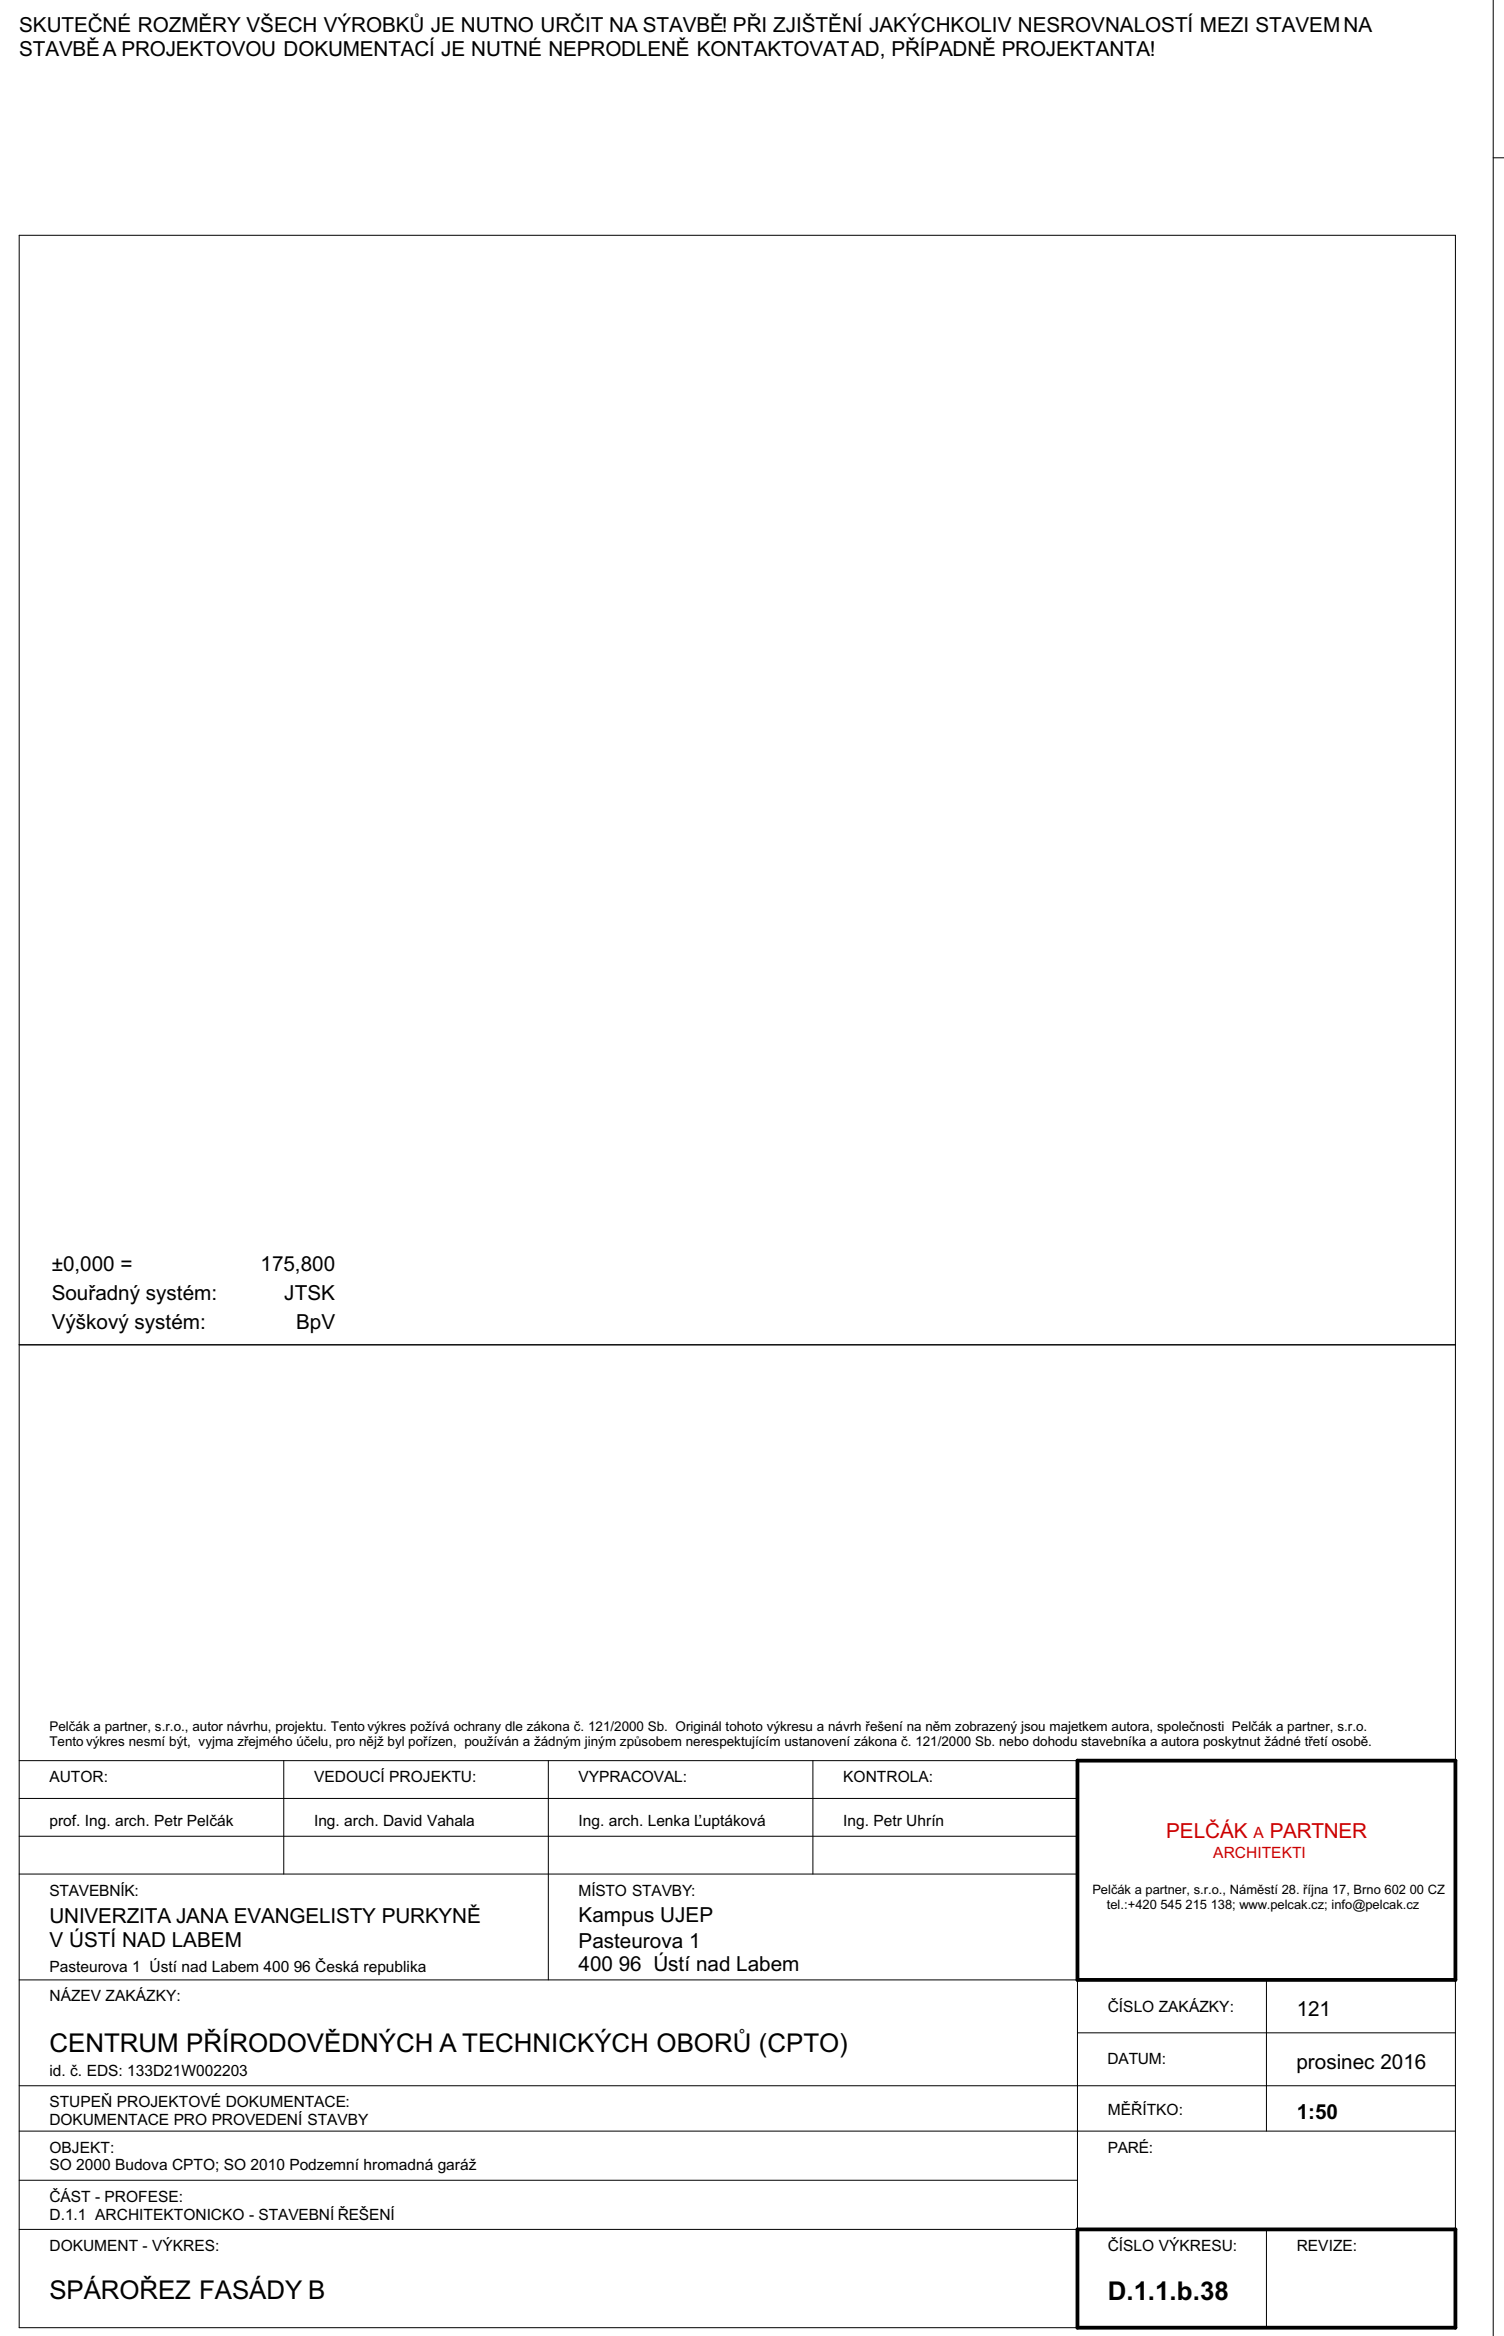 SKUTEČNÉ ROZMĚRY VŠECH VÝROBKŮ JE NUTNO URČIT NA STAVBĚ! PŘI ZJIŠTĚNÍ JAKÝCHKOLIV NESROVNALOSTÍ MEZI STAVEM NA
STAVBĚ A PROJEKTOVOU DOKUMENTACÍ JE NUTNÉ NEPRODLENĚ KONTAKTOVAT AD, PŘÍPADNĚ PROJEKTANTA!
±0,000 = 175,800
Souřadný systém: JTSK
Výškový systém: BpV
Pelčák a partner, s.r.o., autor návrhu, projektu. Tento výkres požívá ochrany dle zákona č. 121/2000 Sb. Originál tohoto výkresu a návrh řešení na něm zobrazený jsou majetkem autora, společnosti Pelčák a partner, s.r.o.
Tento výkres nesmí být, vyjma zřejmého účelu, pro nějž byl pořízen, používán a žádným jiným způsobem nerespektujícím ustanovení zákona č. 121/2000 Sb. nebo dohodu stavebníka a autora poskytnut žádné třetí osobě.
AUTOR: VEDOUCÍ PROJEKTU: VYPRACOVAL: KONTROLA:
prof. Ing. arch. Petr Pelčák Ing. arch. David Vahala Ing. arch. Lenka Ľuptáková Ing. Petr Uhrín
PELČÁK A PARTNER
ARCHITEKTI
Pelčák a partner, s.r.o., Náměstí 28. října 17, Brno 602 00 CZ
tel.:+420 545 215 138; www.pelcak.cz; info@pelcak.cz
STAVEBNÍK:
UNIVERZITA JANA EVANGELISTY PURKYNĚ
V ÚSTÍ NAD LABEM
Pasteurova 1 Ústí nad Labem 400 96 Česká republika
MÍSTO STAVBY:
Kampus UJEP
Pasteurova 1
400 96 Ústí nad Labem
NÁZEV ZAKÁZKY:
CENTRUM PŘÍRODOVĚDNÝCH A TECHNICKÝCH OBORŮ (CPTO)
id. č. EDS: 133D21W002203
ČÍSLO ZAKÁZKY: 121
DATUM: prosinec 2016
STUPEŇ PROJEKTOVÉ DOKUMENTACE:
DOKUMENTACE PRO PROVEDENÍ STAVBY
MĚŘÍTKO: 1:50
OBJEKT:
SO 2000 Budova CPTO; SO 2010 Podzemní hromadná garáž
PARÉ:
ČÁST - PROFESE:
D.1.1 ARCHITEKTONICKO - STAVEBNÍ ŘEŠENÍ
DOKUMENT - VÝKRES:
SPÁROŘEZ FASÁDY B
ČÍSLO VÝKRESU: REVIZE:
D.1.1.b.38